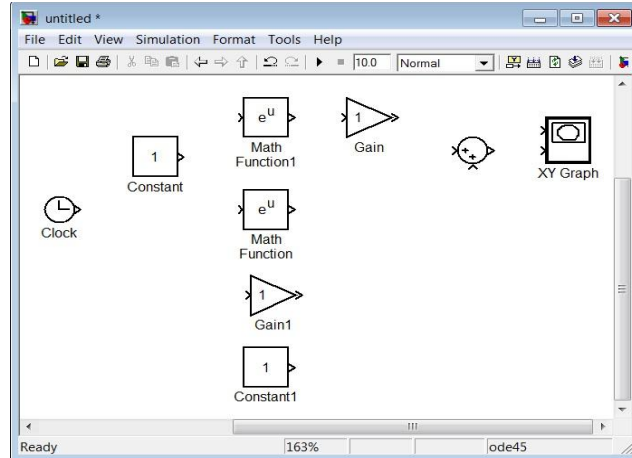 untitled *
File Edit View Simulation Format Tools Help
10.0 Normal
e^u
Math
Function1
1
Gain
1
Constant
+
+
XY Graph
Clock
e^u
Math
Function
1
Gain1
1
Constant1
Ready 163% ode45